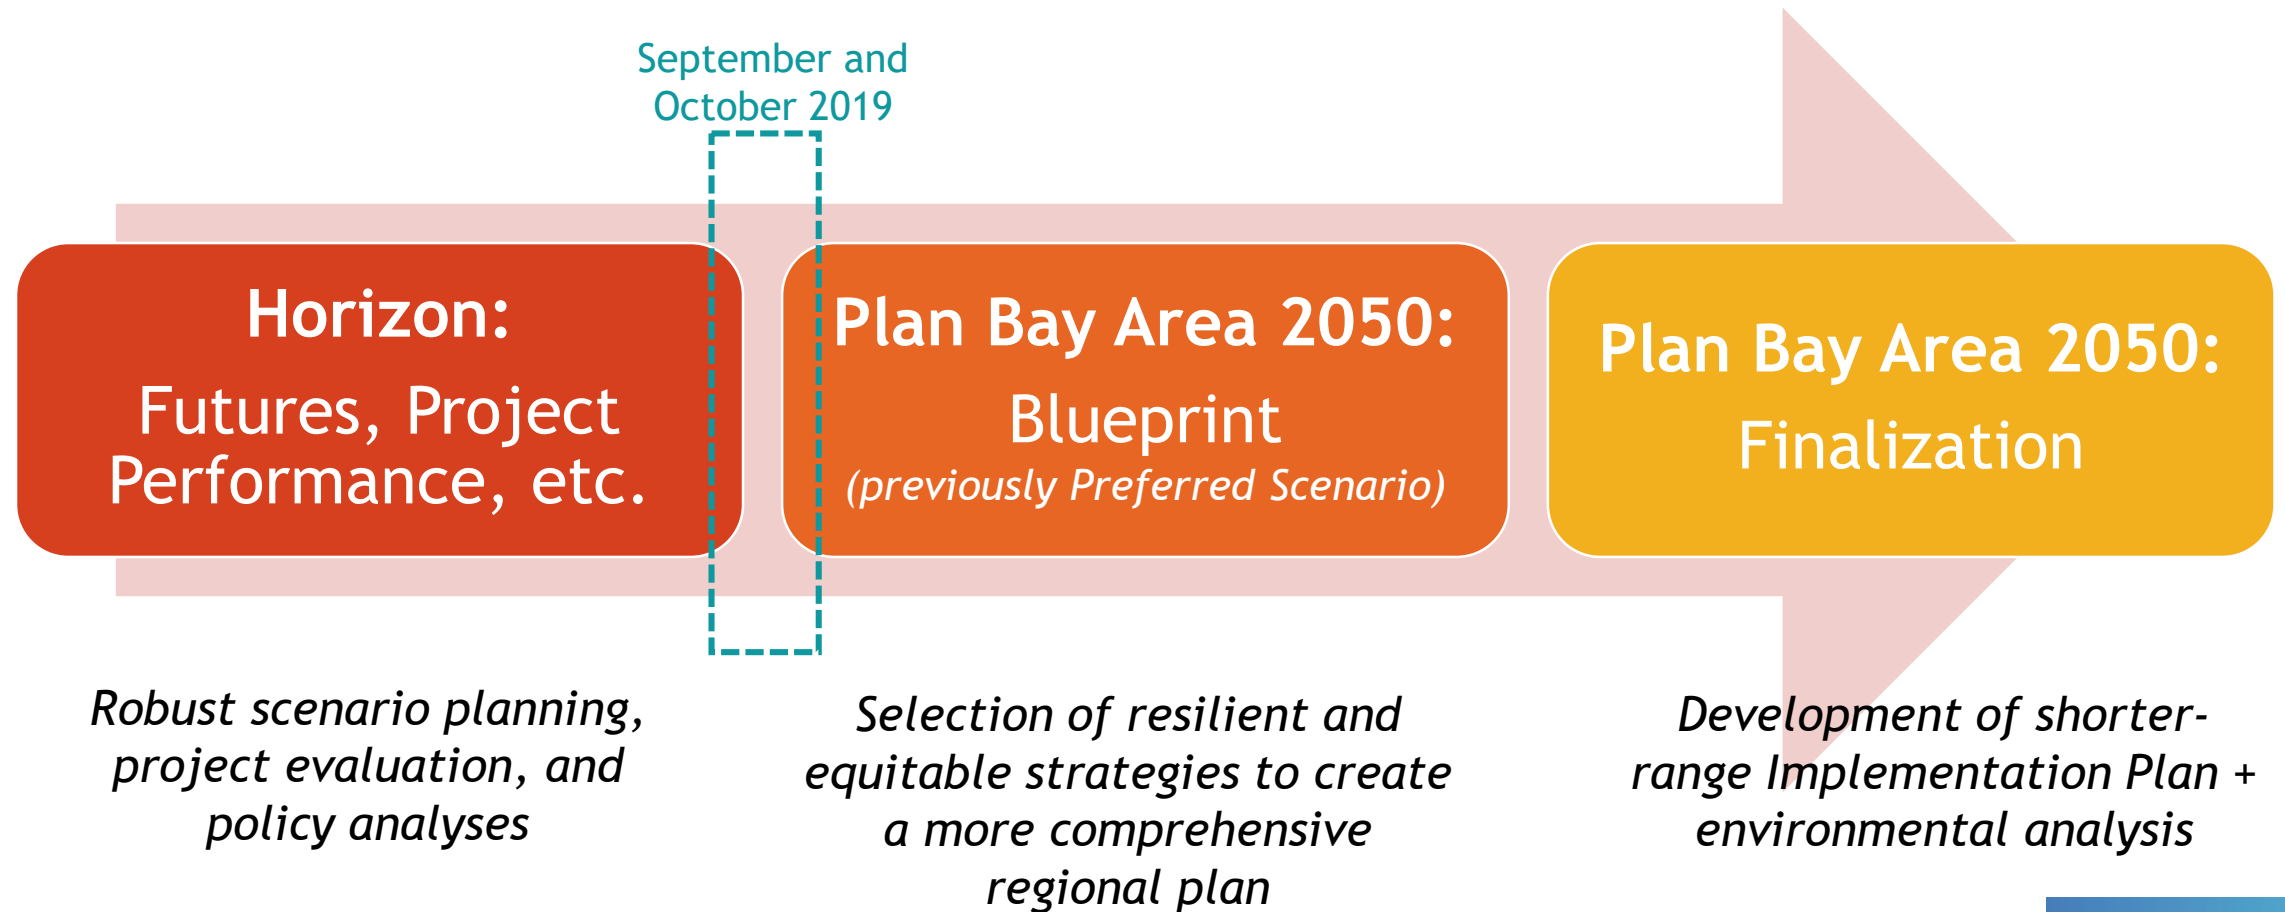 September and
October 2019
Horizon:
Futures, Project
Performance, etc.
Plan Bay Area 2050:
Blueprint
(previously Preferred Scenario)
Plan Bay Area 2050:
Finalization
Robust scenario planning,
project evaluation, and
policy analyses
Selection of resilient and
equitable strategies to create
a more comprehensive
regional plan
Development of shorter-
range Implementation Plan +
environmental analysis